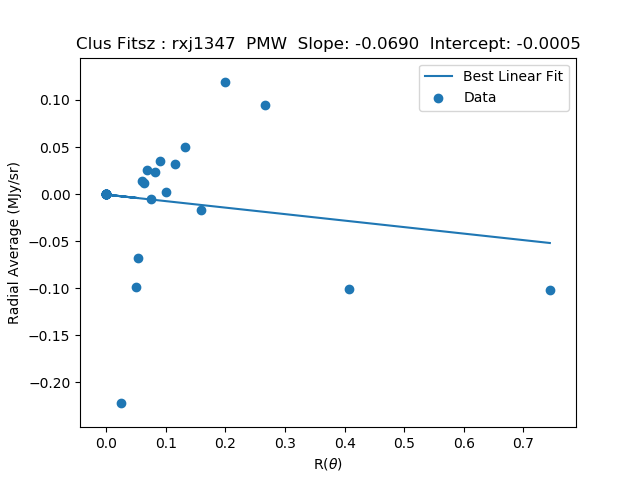 Clus Fitsz : rxj1347  PMW  Slope: -0.0690  Intercept: -0.0005
Best Linear Fit
Data
0.10
0.05
0.00
−0.05
−0.10
−0.15
−0.20
Radial Average (MJy/sr)
0.0 0.1 0.2 0.3 0.4 0.5 0.6 0.7
R(θ)